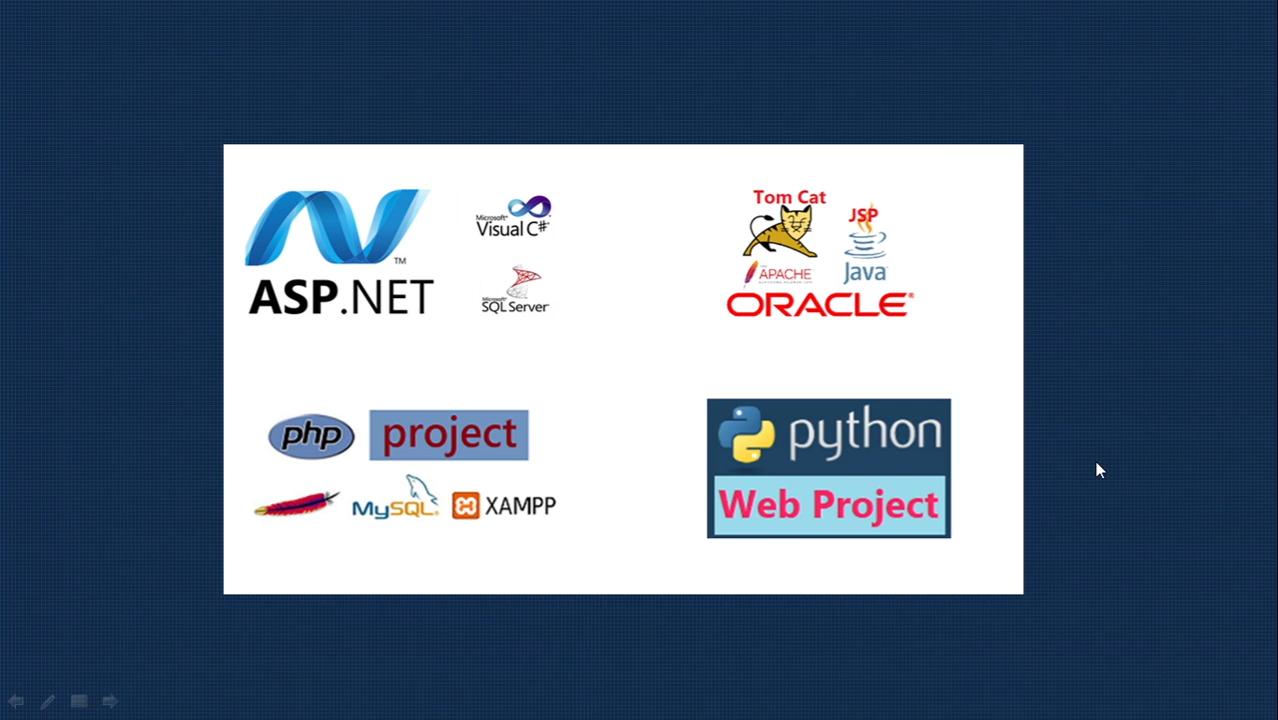 ASP.NET
TM
Microsoft®
Visual C#
Microsoft®
SQL Server
Tom Cat
JSP
APACHE
Java
ORACLE®
php project
MySQL
XAMPP
python
Web Project